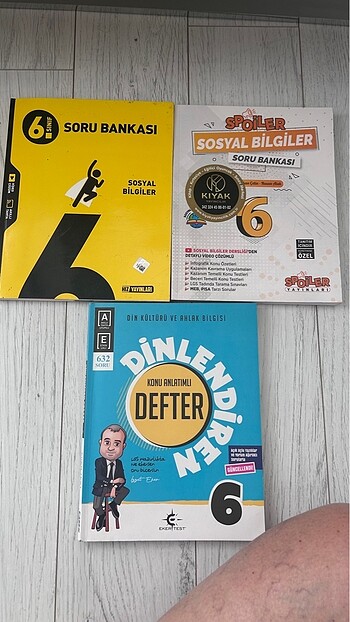 6.
SINIF
SORU BANKASI
SOSYAL
BİLGİLER
6
HIZ YAYINLARI
SPOILER
SOSYAL BİLGİLER
SORU BANKASI
KIYAK
6
SOSYAL BİLGİLER DERSLİĞİ'DEN
DETAYLI VİDEO ÇÖZÜMLÜ
İnfografik Konu Özetleri
Kazanım Kavrama Uygulamaları
Kazanım Temelli Konu Testleri
Beceri Temelli Konu Testleri
LGS Tadında Tarama Sınavları
MEB, PISA Tarzı Sorular
ÖZEL
SPOILER
YAYINLARI
DİN KÜLTÜRÜ VE AHLAK BİLGİSİ
A
E
632
SORU
DİNLENDİREN
KONU ANLATIMLI
DEFTER
GÜNCELLENDİ
6
EKERTEST